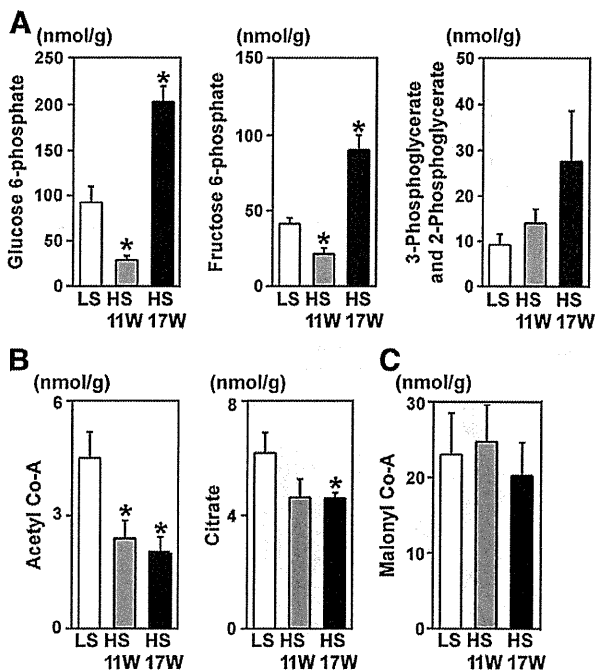 A
(nmol/g) (nmol/g) (nmol/g)
Glucose 6-phosphate
250
200
150
100
50
0
*
*
LS HS HS
11W 17W
Fructose 6-phosphate
150
100
50
0
*
*
LS HS HS
11W 17W
3-Phosphoglycerate
and 2-Phosphoglycerate
50
40
30
20
10
0
LS HS HS
11W 17W
B
(nmol/g) (nmol/g)
Acetyl Co-A
6
3
0
*
*
LS HS HS
11W 17W
Citrate
8
4
0
*
LS HS HS
11W 17W
C
(nmol/g)
Malonyl Co-A
30
20
10
0
LS HS HS
11W 17W